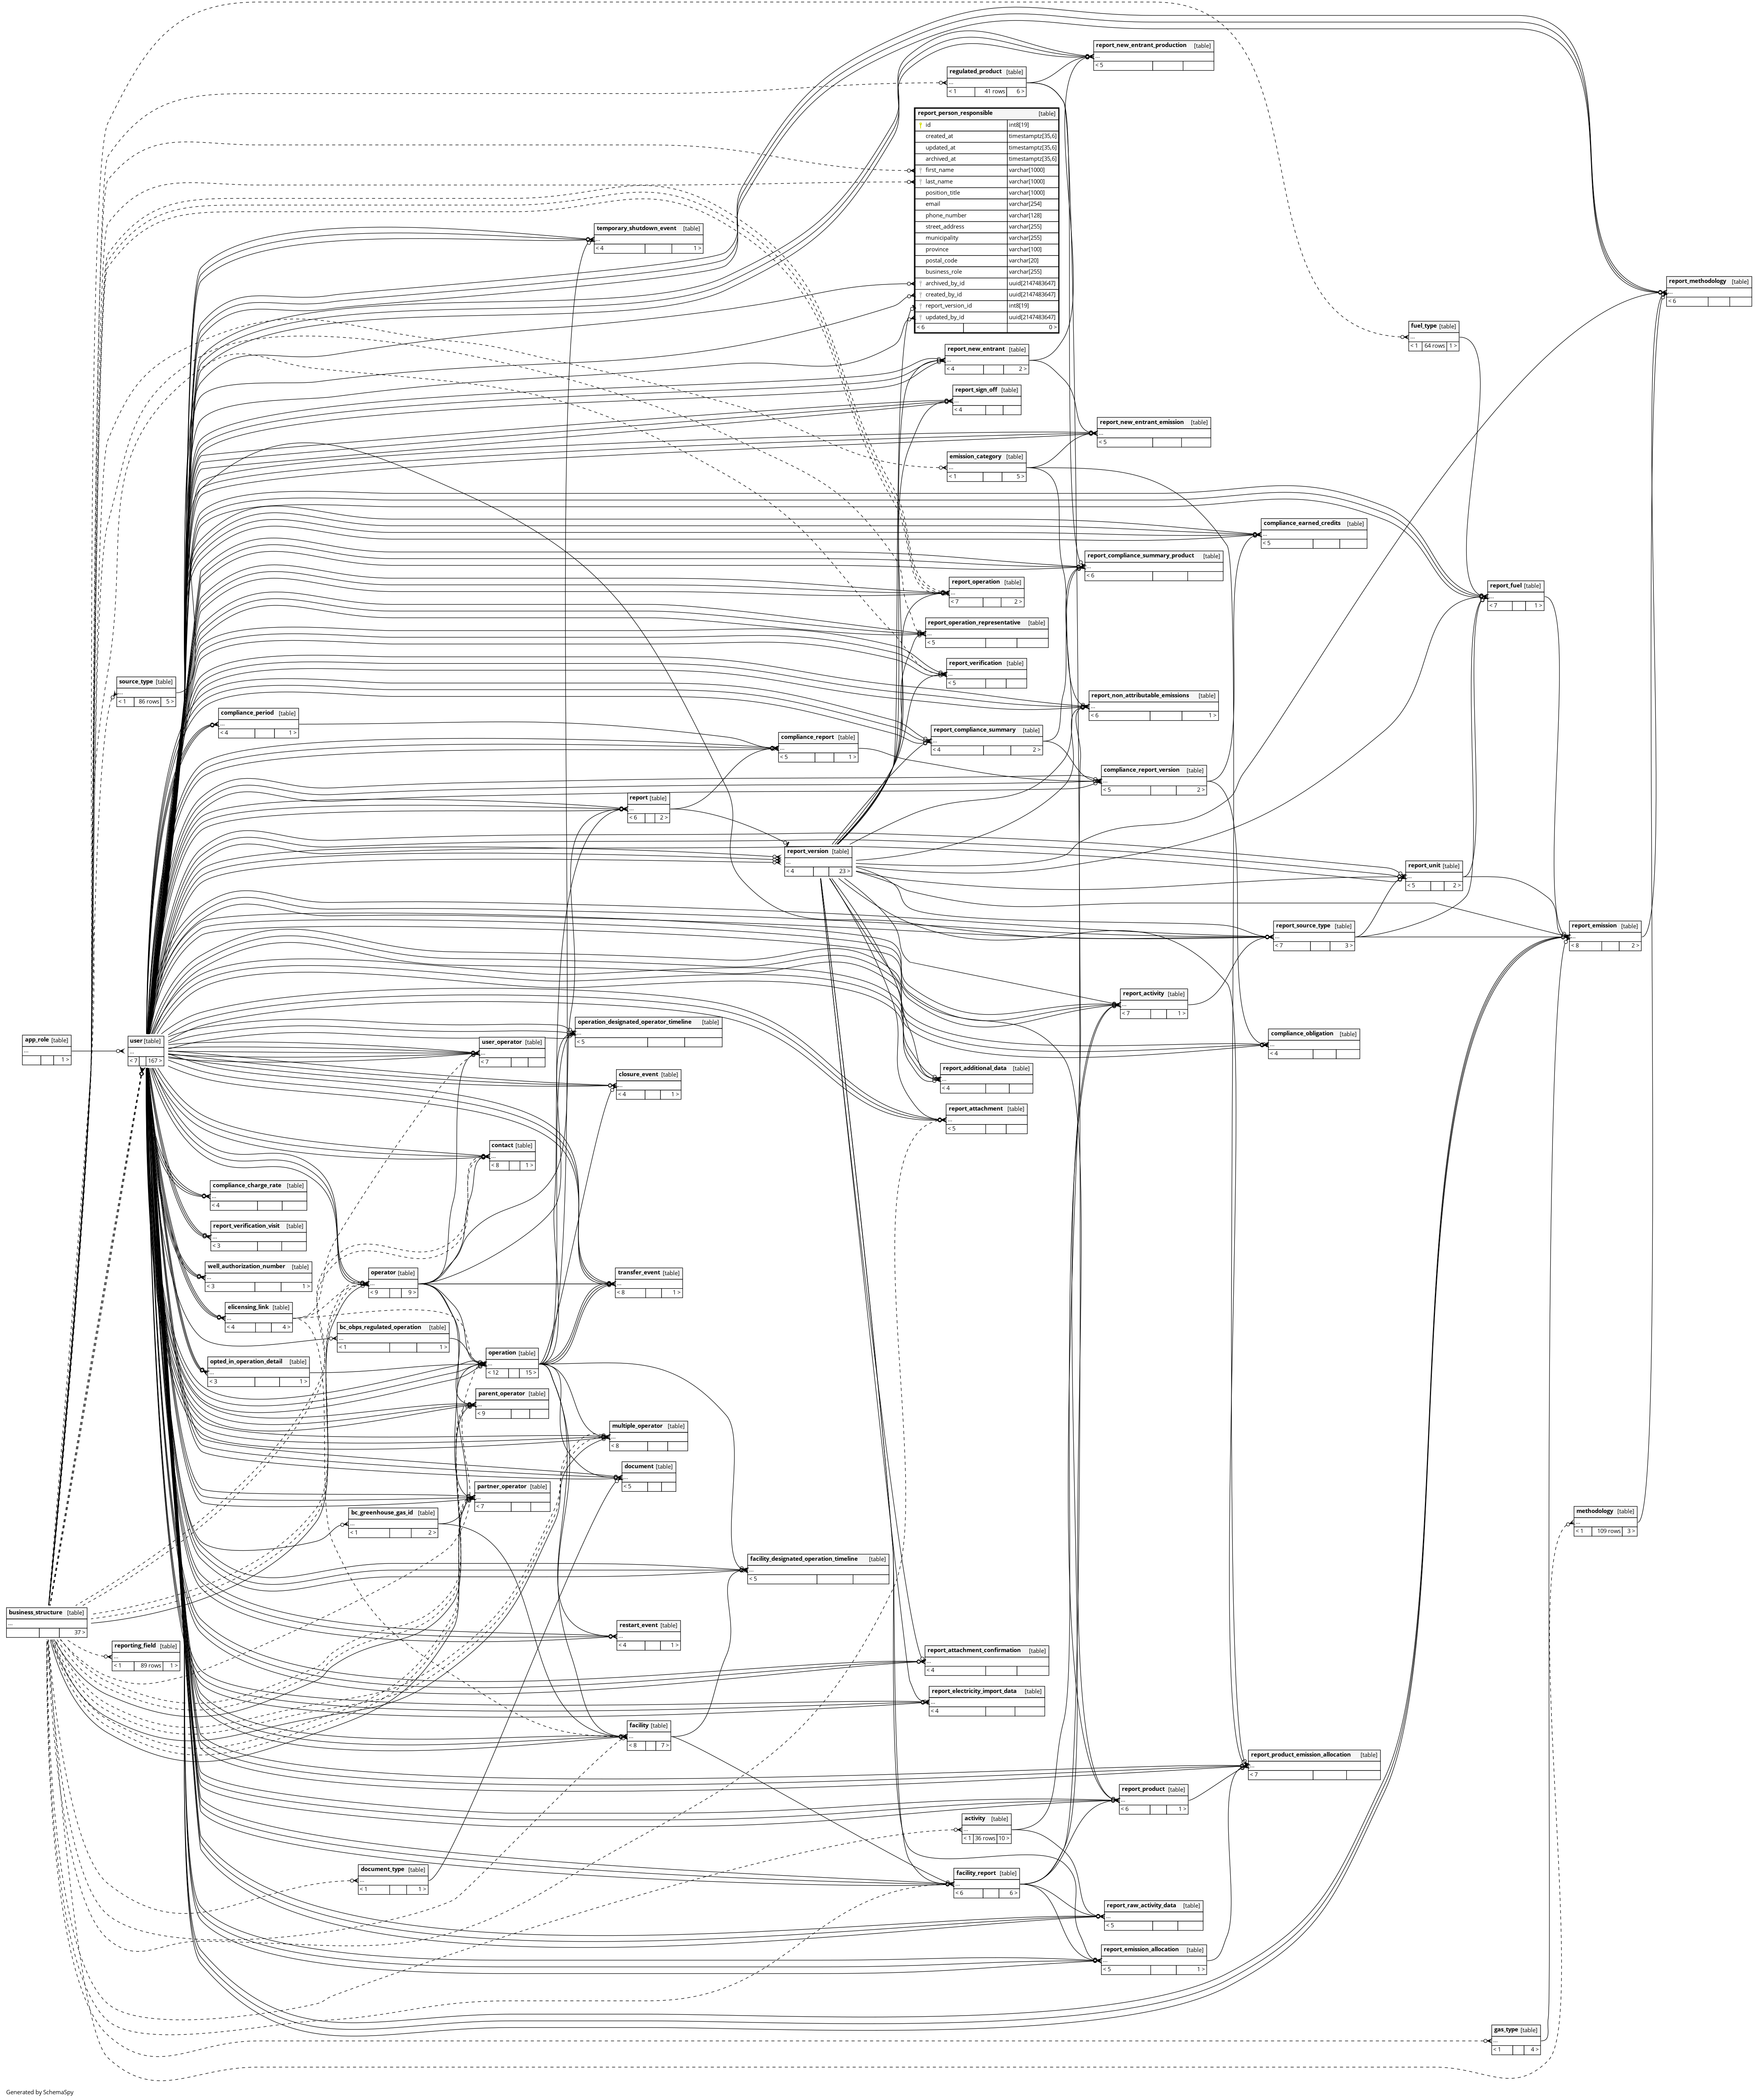 report_new_entrant_production [table]
...
< 5
regulated_product [table]
...
< 1 41 rows 6 >
report_person_responsible [table]
id int8[19]
created_at timestamptz[35,6]
updated_at timestamptz[35,6]
archived_at timestamptz[35,6]
first_name varchar[1000]
last_name varchar[1000]
position_title varchar[1000]
email varchar[254]
phone_number varchar[128]
street_address varchar[255]
municipality varchar[255]
province varchar[100]
postal_code varchar[20]
business_role varchar[255]
archived_by_id uuid[2147483647]
created_by_id uuid[2147483647]
report_version_id int8[19]
updated_by_id uuid[2147483647]
< 6 0 >
temporary_shutdown_event [table]
...
< 4 1 >
report_methodology [table]
...
< 6
fuel_type [table]
...
< 1 64 rows 1 >
report_new_entrant [table]
...
< 4 2 >
report_sign_off [table]
...
< 4
report_new_entrant_emission [table]
...
< 5
emission_category [table]
...
< 1 5 >
compliance_earned_credits [table]
...
< 5
report_compliance_summary_product [table]
...
< 6
report_operation [table]
...
< 7 2 >
report_fuel [table]
...
< 7 1 >
report_operation_representative [table]
...
< 5
report_verification [table]
...
< 5
source_type [table]
...
< 1 86 rows 5 >
report_non_attributable_emissions [table]
...
< 6 1 >
compliance_period [table]
...
< 4 1 >
report_compliance_summary [table]
...
< 4 2 >
compliance_report [table]
...
< 5 1 >
compliance_report_version [table]
...
< 5 2 >
report [table]
...
< 6 2 >
report_version [table]
...
< 4 23 >
report_unit [table]
...
< 5 2 >
report_source_type [table]
...
< 7 3 >
report_emission [table]
...
< 8 2 >
report_activity [table]
...
< 7 1 >
operation_designated_operator_timeline [table]
...
< 5
compliance_obligation [table]
...
< 4
app_role [table]
...
1 >
user [table]
...
< 7 167 >
user_operator [table]
...
< 7
report_additional_data [table]
...
< 4
closure_event [table]
...
< 4 1 >
report_attachment [table]
...
< 5
contact [table]
...
< 8 1 >
compliance_charge_rate [table]
...
< 4
report_verification_visit [table]
...
< 3
well_authorization_number [table]
...
< 3 1 >
operator [table]
...
< 9 9 >
transfer_event [table]
...
< 8 1 >
elicensing_link [table]
...
< 4 4 >
bc_obps_regulated_operation [table]
...
< 1 1 >
operation [table]
...
< 12 15 >
opted_in_operation_detail [table]
...
< 3 1 >
parent_operator [table]
...
< 9
multiple_operator [table]
...
< 8
document [table]
...
< 5
partner_operator [table]
...
< 7
bc_greenhouse_gas_id [table]
...
< 1 2 >
methodology [table]
...
< 1 109 rows 3 >
facility_designated_operation_timeline [table]
...
< 5
business_structure [table]
...
37 >
restart_event [table]
...
< 4 1 >
reporting_field [table]
...
< 1 89 rows 1 >
report_attachment_confirmation [table]
...
< 4
report_electricity_import_data [table]
...
< 4
facility [table]
...
< 8 7 >
report_product_emission_allocation [table]
...
< 7
report_product [table]
...
< 6 1 >
activity [table]
...
< 1 36 rows 10 >
document_type [table]
...
< 1 1 >
facility_report [table]
...
< 6 6 >
report_raw_activity_data [table]
...
< 5
report_emission_allocation [table]
...
< 5 1 >
gas_type [table]
...
< 1 4 >
Generated by SchemaSpy